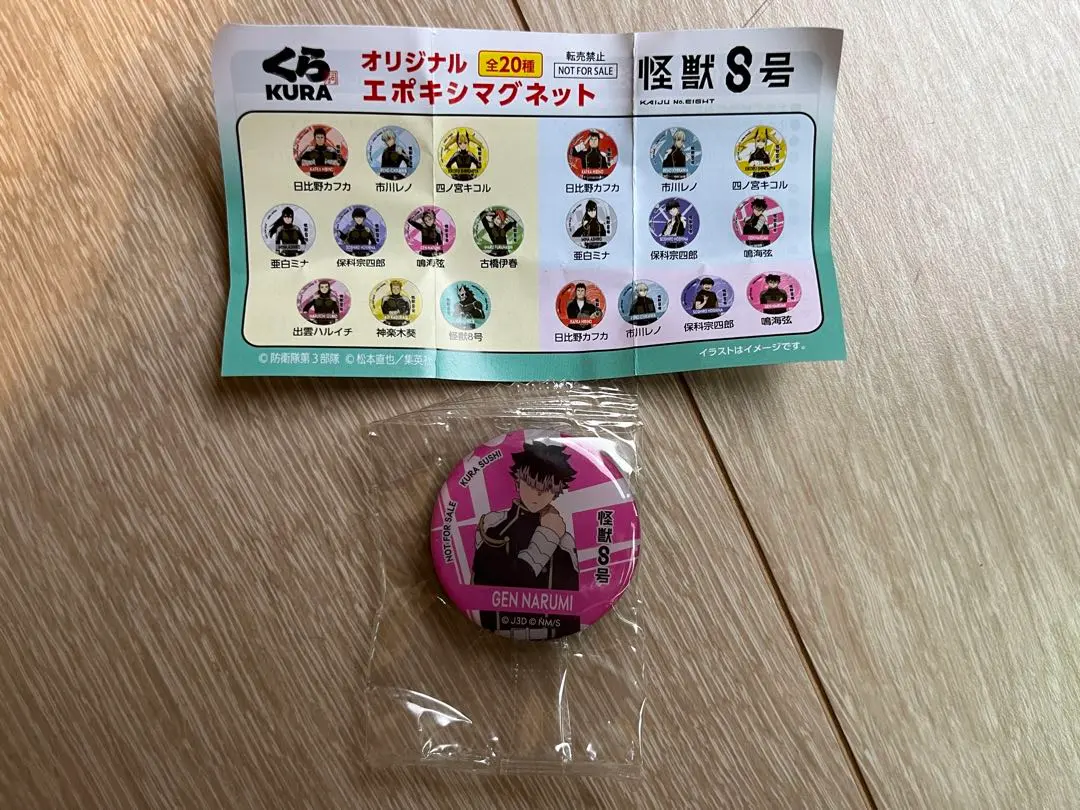 くら
KURA
オリジナル
全20種
エポキシマグネット
転売禁止
NOT FOR SALE
怪獣8号
KAIJU No.EIGHT
日比野カフカ 市川レノ 四ノ宮キコル
日比野カフカ 市川レノ 四ノ宮キコル
亜白ミナ 保科宗四郎 鳴海弦 古橋伊春
亜白ミナ 保科宗四郎 鳴海弦
出雲ハルイチ 神楽木葵 怪獣8号
日比野カフカ 市川レノ 保科宗四郎 鳴海弦
© 防衛隊第3部隊 © 松本直也／集英社
イラストはイメージです。
KURA SUSHI
NOT FOR SALE
怪獣8号
GEN NARUMI
© J3D © NM/S